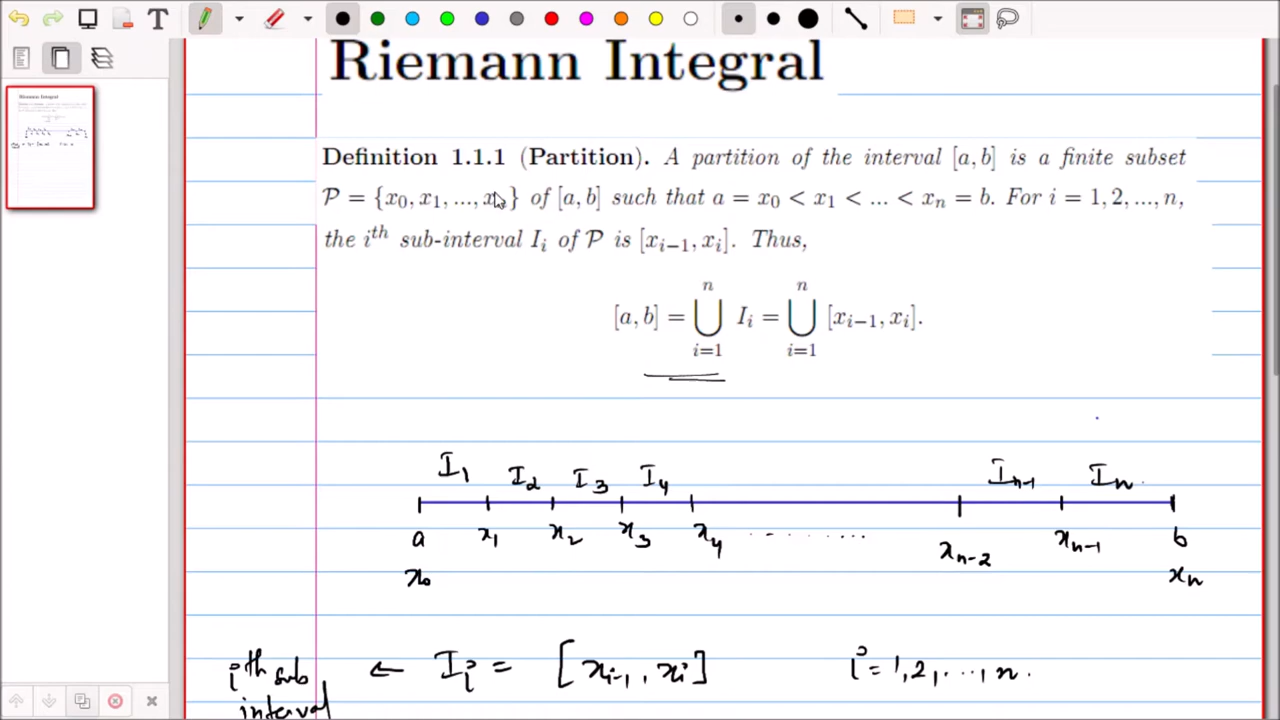 Riemann Integral
Definition 1.1.1 (Partition). A partition of the interval [a, b] is a finite subset
P = {x₀, x₁, ..., xₙ} of [a, b] such that a = x₀ < x₁ < ... < xₙ = b. For i = 1, 2, ..., n,
the iᵗʰ sub-interval Iᵢ of P is [xᵢ₋₁, xᵢ]. Thus,
[a, b] = ⋃ᵢ₌₁ⁿ Iᵢ = ⋃ᵢ₌₁ⁿ [xᵢ₋₁, xᵢ].
I₁ I₂ I₃ I₄ Iₙ₋₁ Iₙ
a x₁ x₂ x₃ x₄ ........ xₙ₋₂ xₙ₋₁ b
x₀ xₙ
ith sub ← Iᵢ = [xᵢ₋₁, xᵢ] i = 1, 2, ..., n.
interval